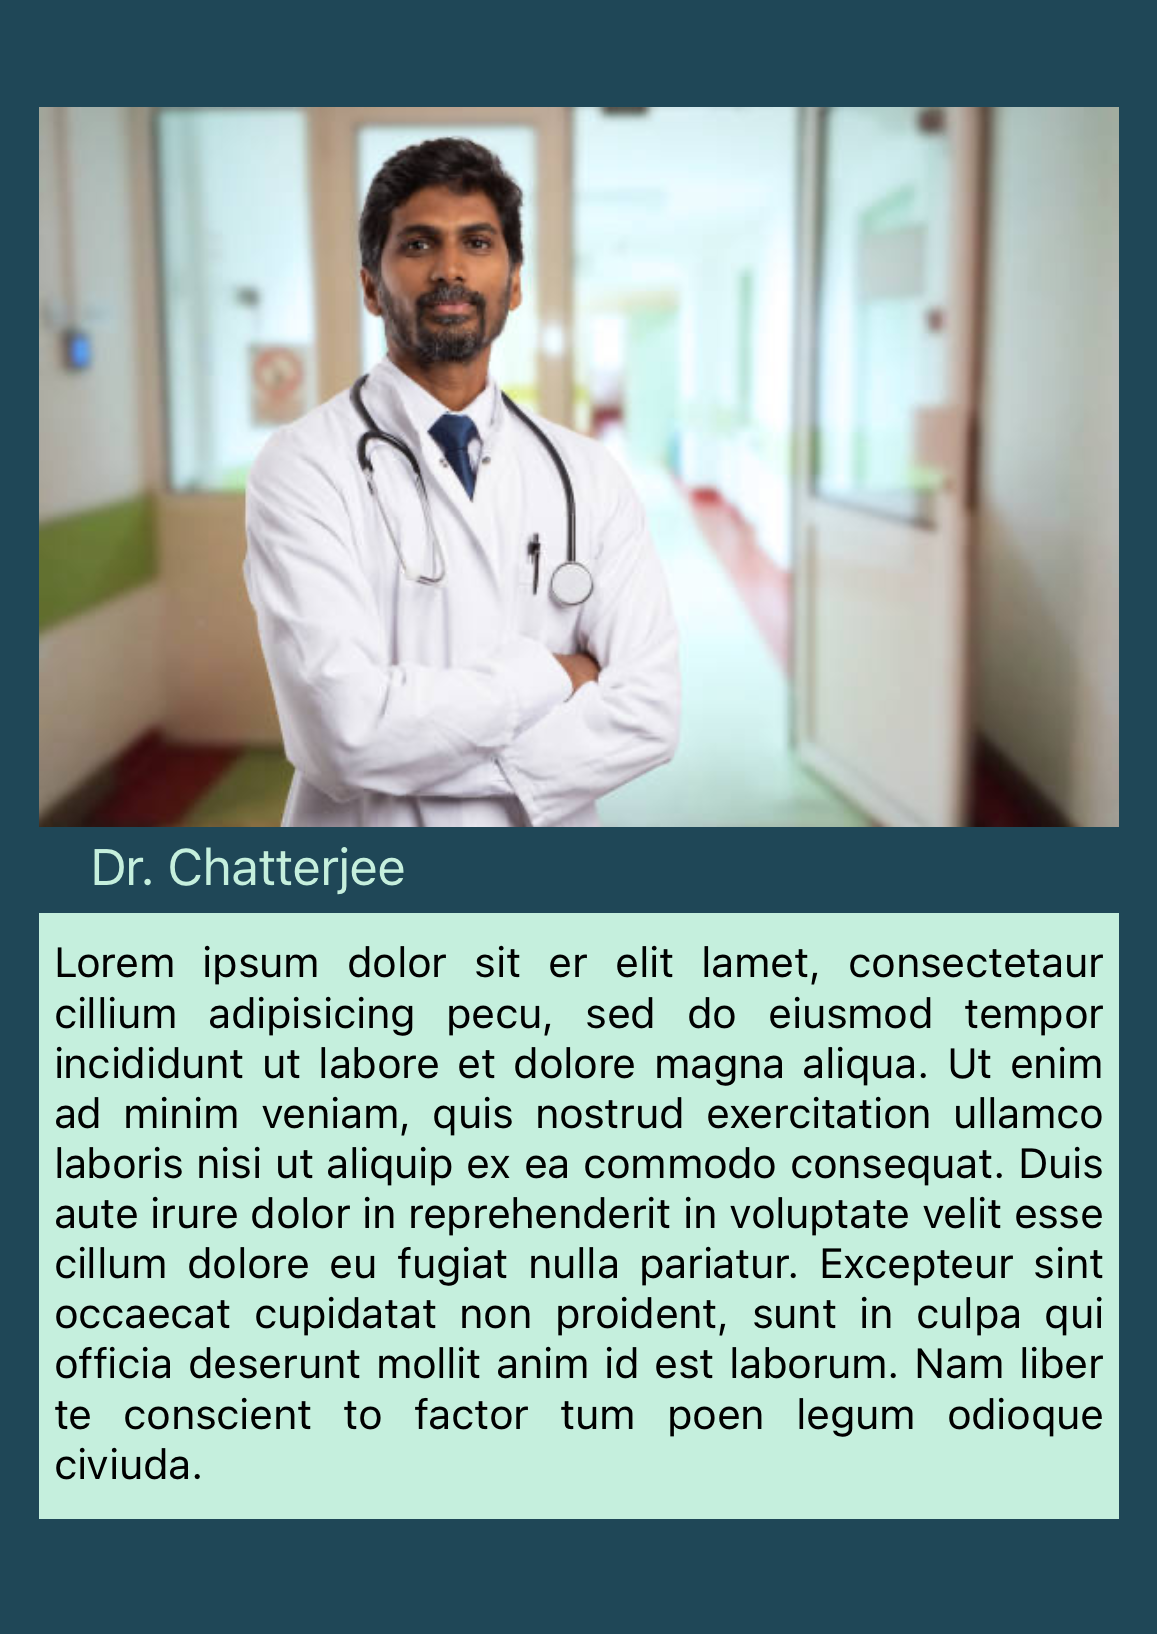 Dr. Chatterjee
Lorem ipsum dolor sit er elit lamet, consectetaur
cillium adipisicing pecu, sed do eiusmod tempor
incididunt ut labore et dolore magna aliqua. Ut enim
ad minim veniam, quis nostrud exercitation ullamco
laboris nisi ut aliquip ex ea commodo consequat. Duis
aute irure dolor in reprehenderit in voluptate velit esse
cillum dolore eu fugiat nulla pariatur. Excepteur sint
occaecat cupidatat non proident, sunt in culpa qui
officia deserunt mollit anim id est laborum. Nam liber
te conscient to factor tum poen legum odioque
civiuda.